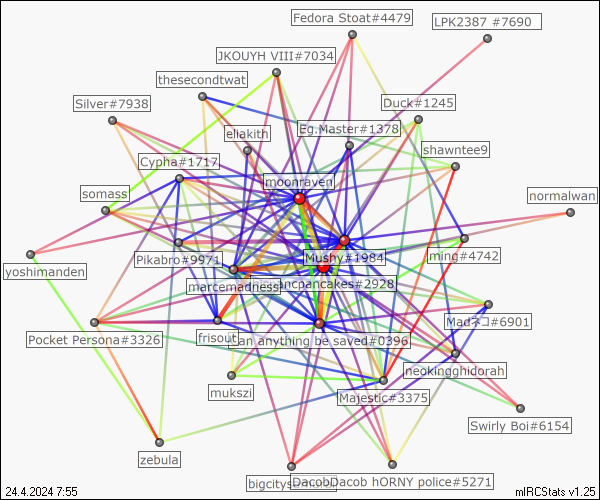 Fedora Stoat#4479
LPK2387 #7690
JKOUYH VIII#7034
thesecondtwat
Silver#7938
Duck#1245
Eg.Master#1378
eliakith
shawntee9
Cypha#1717
moonraven
somass
normalwan
Mushy#1984
ming#4742
Pikabro#9971
yoshimanden
marcemadness
ncpancakes#2928
Madネコ#6901
frisout
an anything be saved#0396
Pocket Persona#3326
neokingghidorah
mukszi
Majestic#3375
Swirly Boi#6154
zebula
bigcitys
DacobDacob hORNY police#5271
24.4.2024 7:55
mIRCStats v1.25